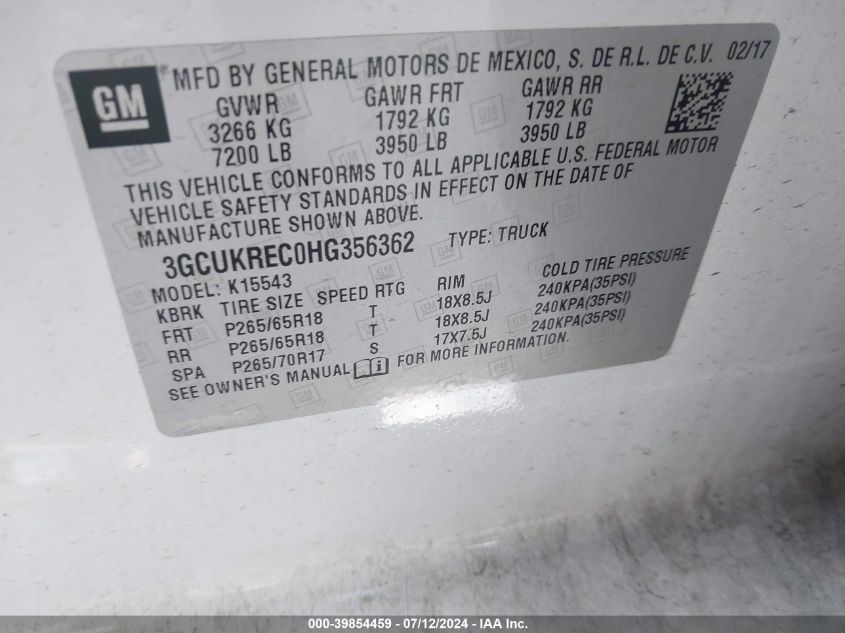 GM
® MFD BY GENERAL MOTORS DE MEXICO, S. DE R.L. DE C.V. 02/17
GVWR GAWR FRT GAWR RR
3266 KG 1792 KG 1792 KG
7200 LB 3950 LB 3950 LB
THIS VEHICLE CONFORMS TO ALL APPLICABLE U.S. FEDERAL MOTOR
VEHICLE SAFETY STANDARDS IN EFFECT ON THE DATE OF
MANUFACTURE SHOWN ABOVE.
3GCUKREC0HG356362 TYPE: TRUCK
MODEL: K15543
KBRK TIRE SIZE SPEED RTG RIM COLD TIRE PRESSURE
FRT P265/65R18 T 18X8.5J 240KPA(35PSI)
RR P265/65R18 T 18X8.5J 240KPA(35PSI)
SPA P265/70R17 S 17X7.5J 240KPA(35PSI)
SEE OWNER'S MANUAL i FOR MORE INFORMATION.
000-39854459 - 07/12/2024 - IAA Inc.